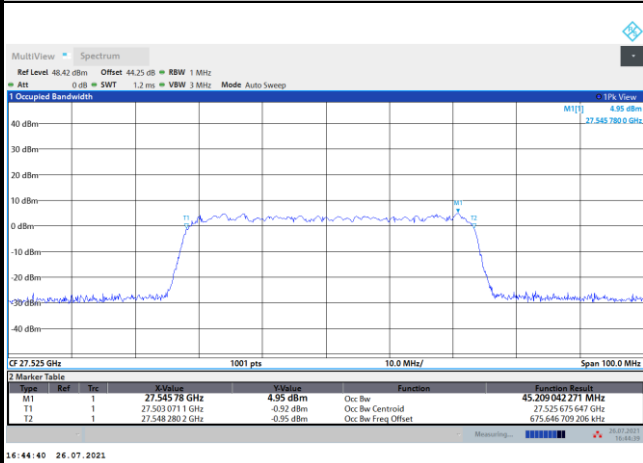 MultiView Spectrum
Ref Level 48.42 dBm Offset 44.25 dB RBW 1 MHz
Att 0 dB SWT 1.2 ms VBW 3 MHz Mode Auto Sweep
1 Occupied Bandwidth 1Pk View
M1[1] 4.95 dBm
27.545 780 0 GHz
40 dBm
30 dBm
20 dBm
10 dBm
M1
T1 T2
0 dBm
-10 dBm
-20 dBm
-30 dBm
-40 dBm
CF 27.525 GHz 1001 pts 10.0 MHz/ Span 100.0 MHz
2 Marker Table
Type Ref Trc X-Value Y-Value Function Function Result
M1 1 27.545 78 GHz 4.95 dBm Occ Bw 45.209 042 271 MHz
T1 1 27.503 071 1 GHz -0.92 dBm Occ Bw Centroid 27.525 675 647 GHz
T2 1 27.548 280 2 GHz -0.95 dBm Occ Bw Freq Offset 675.646 709 206 kHz
Measuring... 26.07.2021
16:44:39
16:44:40 26.07.2021